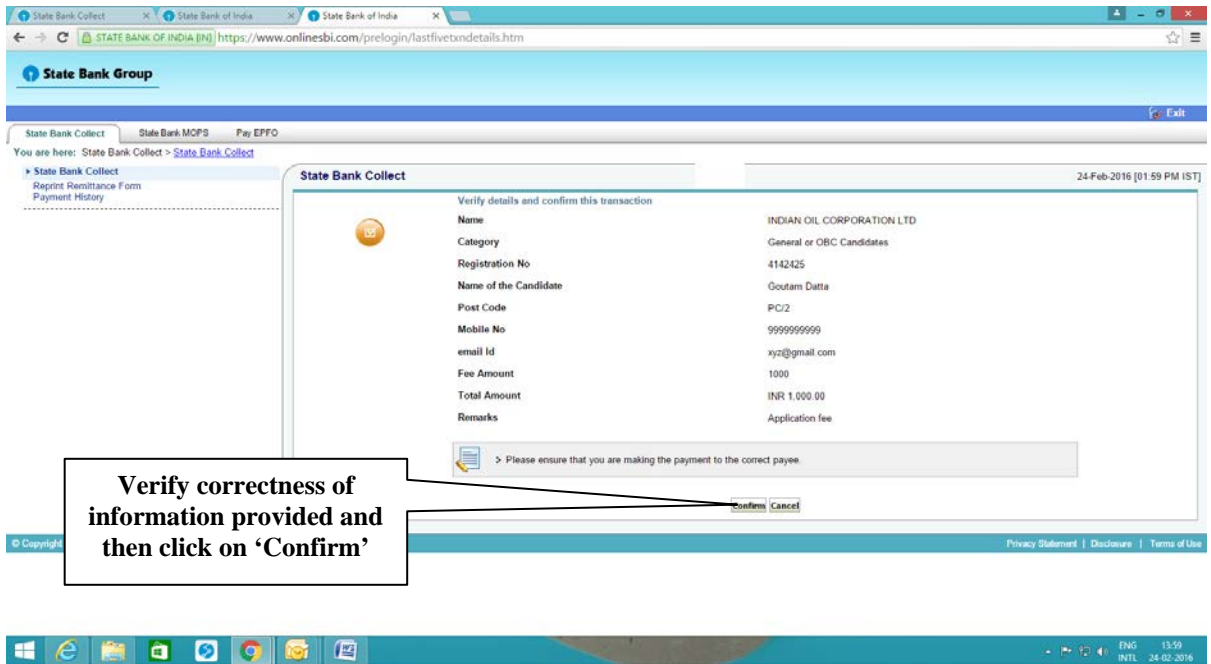 State Bank Collect State Bank of India State Bank of India
STATE BANK OF INDIA [IN] https://www.onlinesbi.com/prelogin/lastfivetxndetails.htm
State Bank Group
Exit
State Bank Collect State Bank MOPS Pay EPFO
You are here: State Bank Collect > State Bank Collect
State Bank Collect
Reprint Remittance Form
Payment History
State Bank Collect 24-Feb-2016 [01:59 PM IST]
Verify details and confirm this transaction
Name INDIAN OIL CORPORATION LTD
Category General or OBC Candidates
Registration No 4142425
Name of the Candidate Goutam Datta
Post Code PC/2
Mobile No 9999999999
email Id xyz@gmail.com
Fee Amount 1000
Total Amount INR 1,000.00
Remarks Application fee
> Please ensure that you are making the payment to the correct payee.
Confirm Cancel
Verify correctness of
information provided and
then click on ‘Confirm’
© Copyright Privacy Statement | Disclosure | Terms of Use
ENG 13:59
INTL 24-02-2016